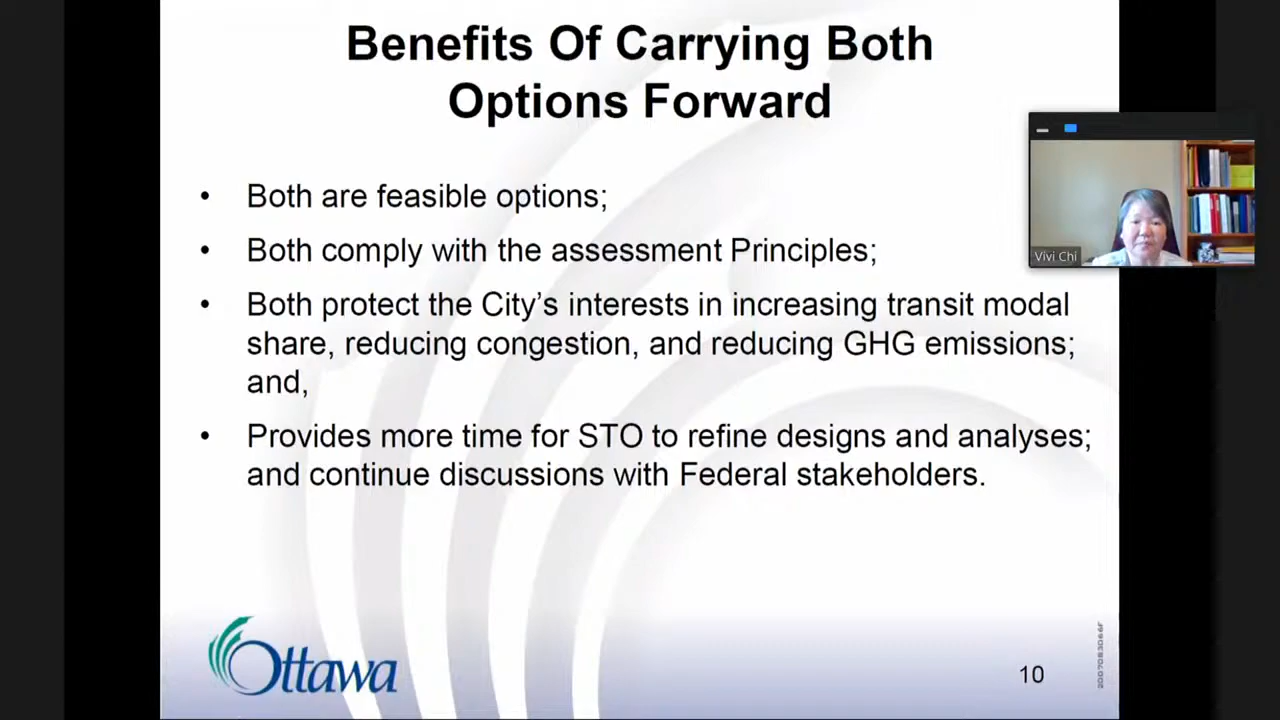 Benefits Of Carrying Both
Options Forward
• Both are feasible options;
• Both comply with the assessment Principles;
• Both protect the City’s interests in increasing transit modal
share, reducing congestion, and reducing GHG emissions;
and,
• Provides more time for STO to refine designs and analyses;
and continue discussions with Federal stakeholders.
Vivi Chi
Ottawa
10
2007083066F